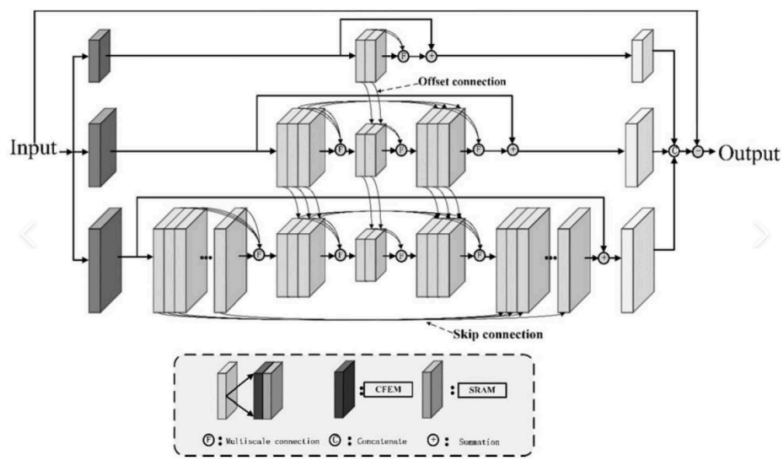 Offset connection
Input
Output
Skip connection
CFEM
SRAM
P : Multiscale connection
C : Concatenate
+ : Summation